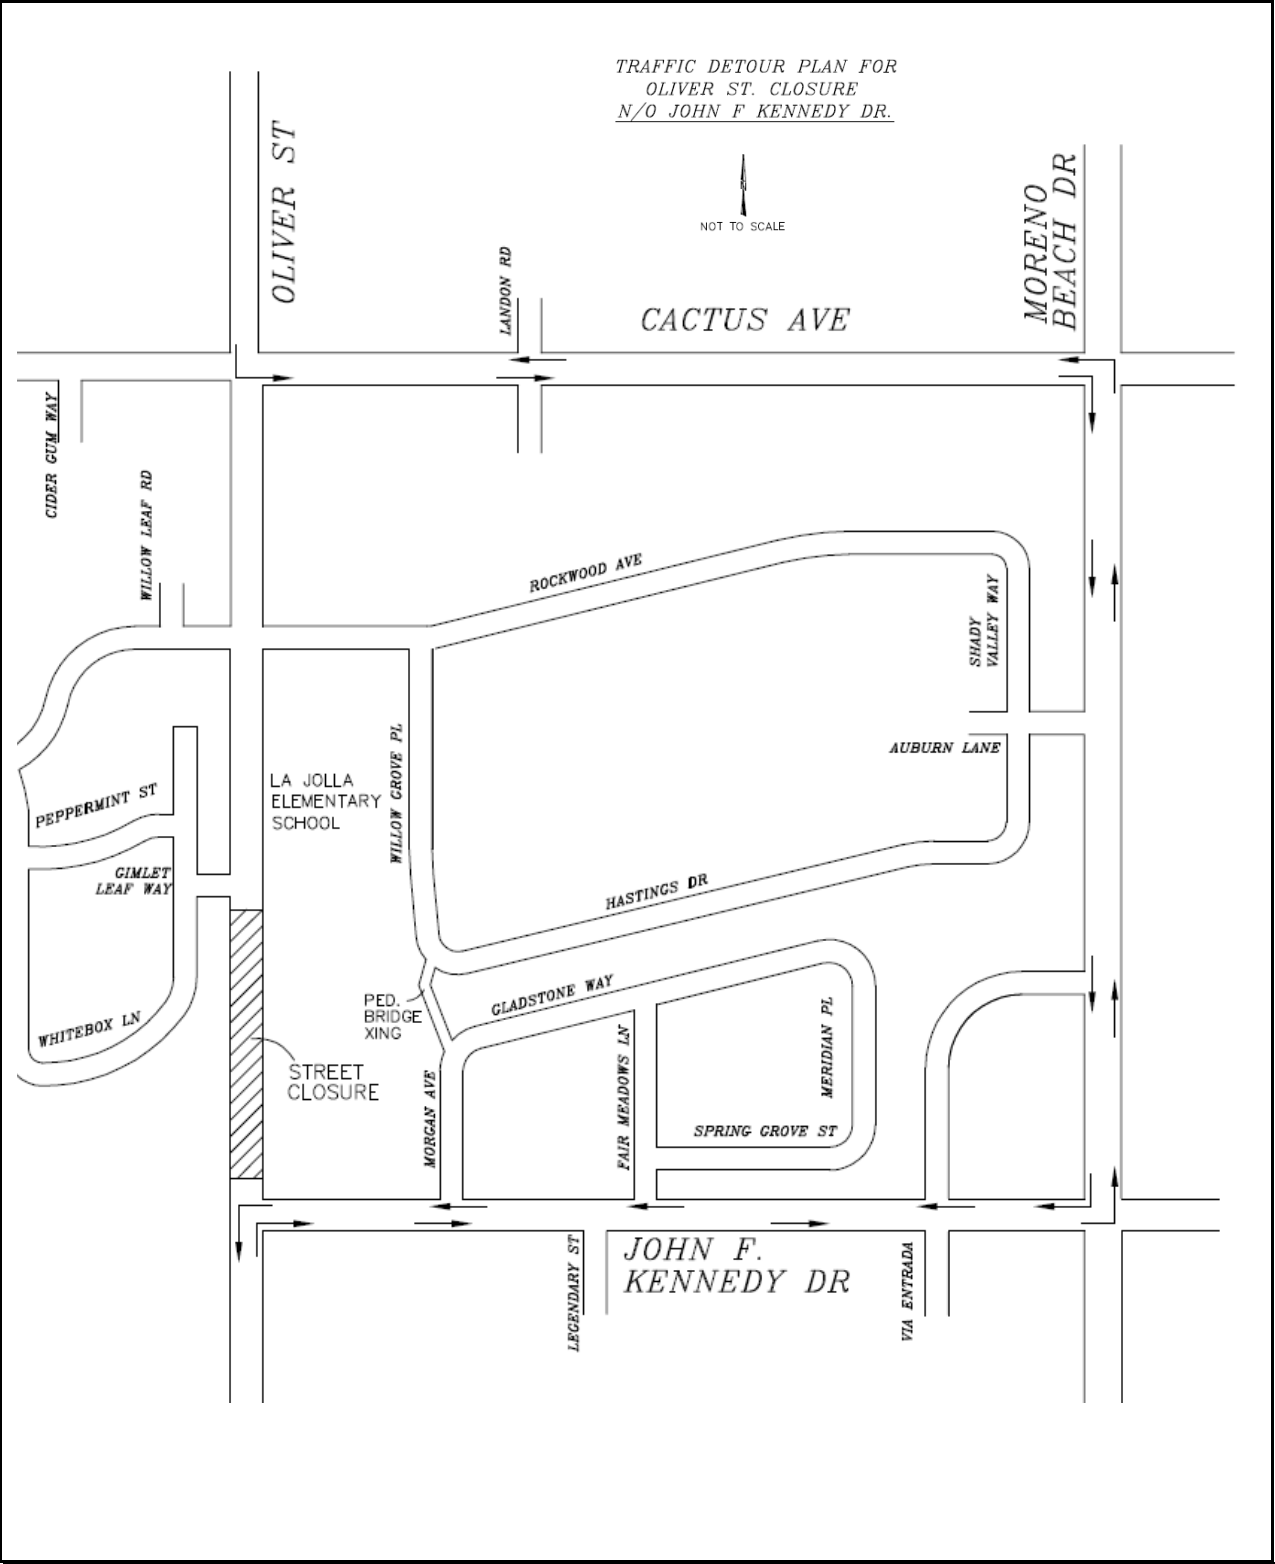 TRAFFIC DETOUR PLAN FOR
OLIVER ST. CLOSURE
N/O JOHN F KENNEDY DR.
NOT TO SCALE
OLIVER ST
MORENO
BEACH DR
LANDON RD
CACTUS AVE
CIDER GUM WAY
WILLOW LEAF RD
ROCKWOOD AVE
SHADY
VALLEY WAY
AUBURN LANE
WILLOW GROVE PL
LA JOLLA
ELEMENTARY
SCHOOL
PEPPERMINT ST
GIMLET
LEAF WAY
HASTINGS DR
GLADSTONE WAY
PED.
BRIDGE
XING
WHITEBOX LN
STREET
CLOSURE
MORGAN AVE
FAIR MEADOWS LN
MERIDIAN PL
SPRING GROVE ST
JOHN F.
KENNEDY DR
LEGENDARY ST
VIA ENTRADA